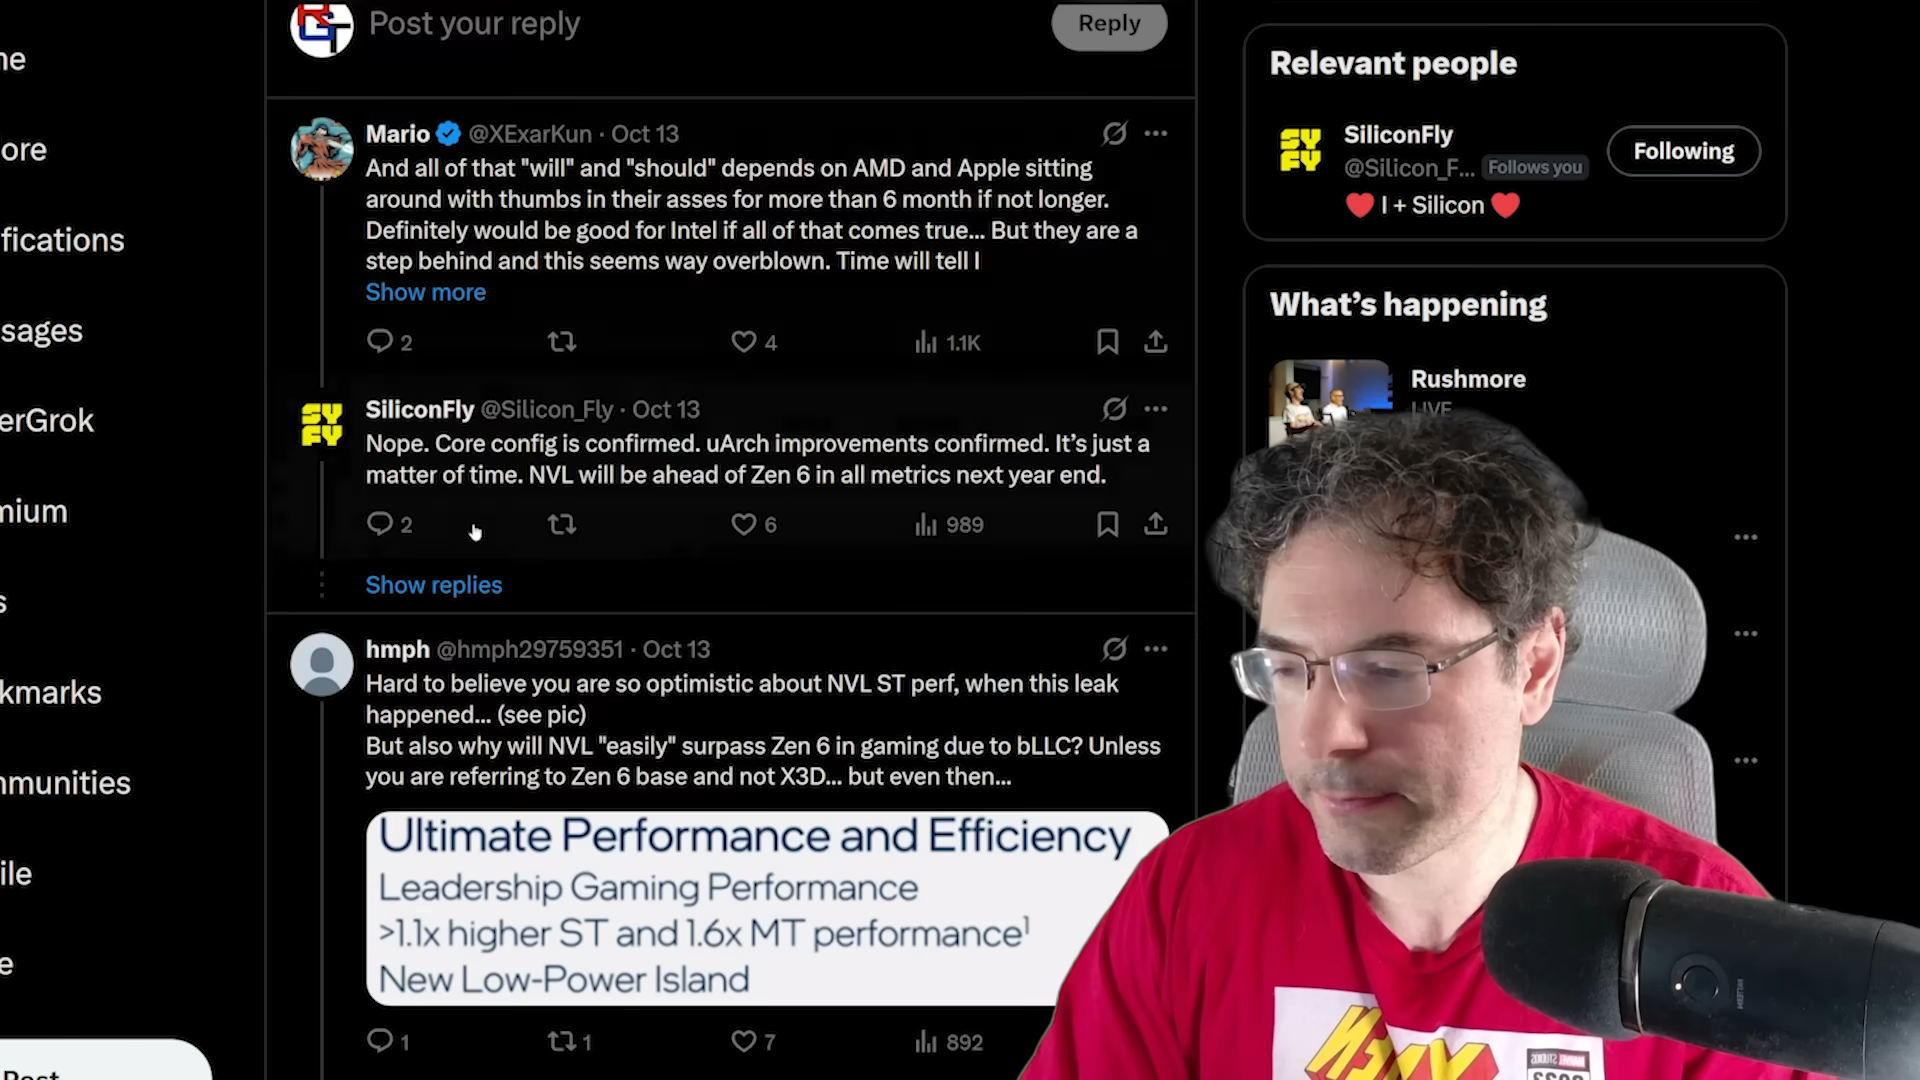 Post your reply
Reply
Mario @XExarKun · Oct 13
And all of that "will" and "should" depends on AMD and Apple sitting
around with thumbs in their asses for more than 6 month if not longer.
Definitely would be good for Intel if all of that comes true... But they are a
step behind and this seems way overblown. Time will tell I
Show more
2
4
1.1K
SiliconFly @Silicon_Fly · Oct 13
Nope. Core config is confirmed. uArch improvements confirmed. It's just a
matter of time. NVL will be ahead of Zen 6 in all metrics next year end.
2
6
989
Show replies
hmph @hmph29759351 · Oct 13
Hard to believe you are so optimistic about NVL ST perf, when this leak
happened... (see pic)
But also why will NVL "easily" surpass Zen 6 in gaming due to bLLC? Unless
you are referring to Zen 6 base and not X3D... but even then...
Ultimate Performance and Efficiency
Leadership Gaming Performance
>1.1x higher ST and 1.6x MT performance¹
New Low-Power Island
1
1
7
892
Relevant people
SiliconFly
@Silicon_F... Follows you
Following
I + Silicon
What's happening
Rushmore
LIVE
ne
ore
fications
sages
erGrok
mium
s
kmarks
nmunities
ile
e
Post
SYFY
SYFY
RGT